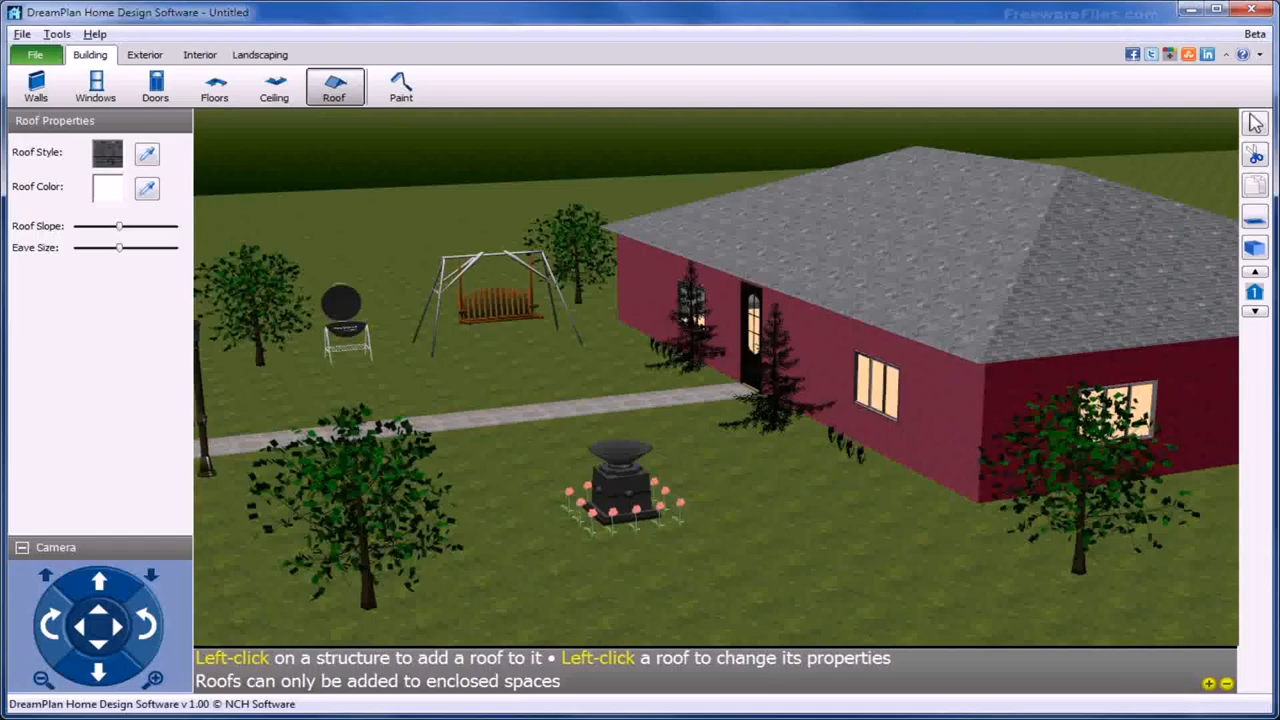 DreamPlan Home Design Software - Untitled
FreewareFiles.com
File Tools Help
Beta
File Building Exterior Interior Landscaping
Walls Windows Doors Floors Ceiling Roof Paint
Roof Properties
Roof Style:
Roof Color:
Roof Slope:
Eave Size:
1
Camera
Left-click on a structure to add a roof to it • Left-click a roof to change its properties
Roofs can only be added to enclosed spaces
DreamPlan Home Design Software v 1.00 © NCH Software